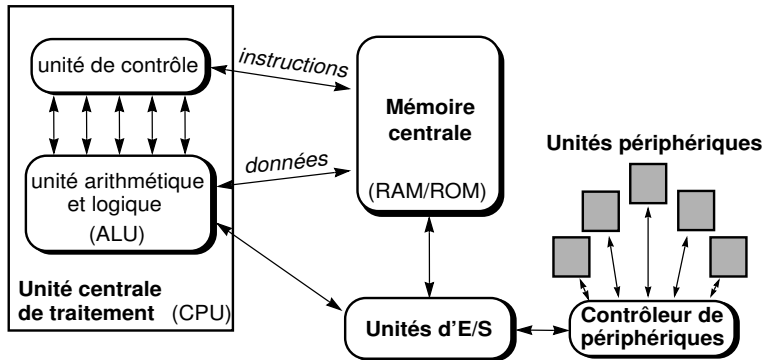 unité de contrôle
instructions
Mémoire
centrale
(RAM/ROM)
données
unité arithmétique
et logique
(ALU)
Unité centrale
de traitement (CPU)
Unités d'E/S
Unités périphériques
Contrôleur de
périphériques